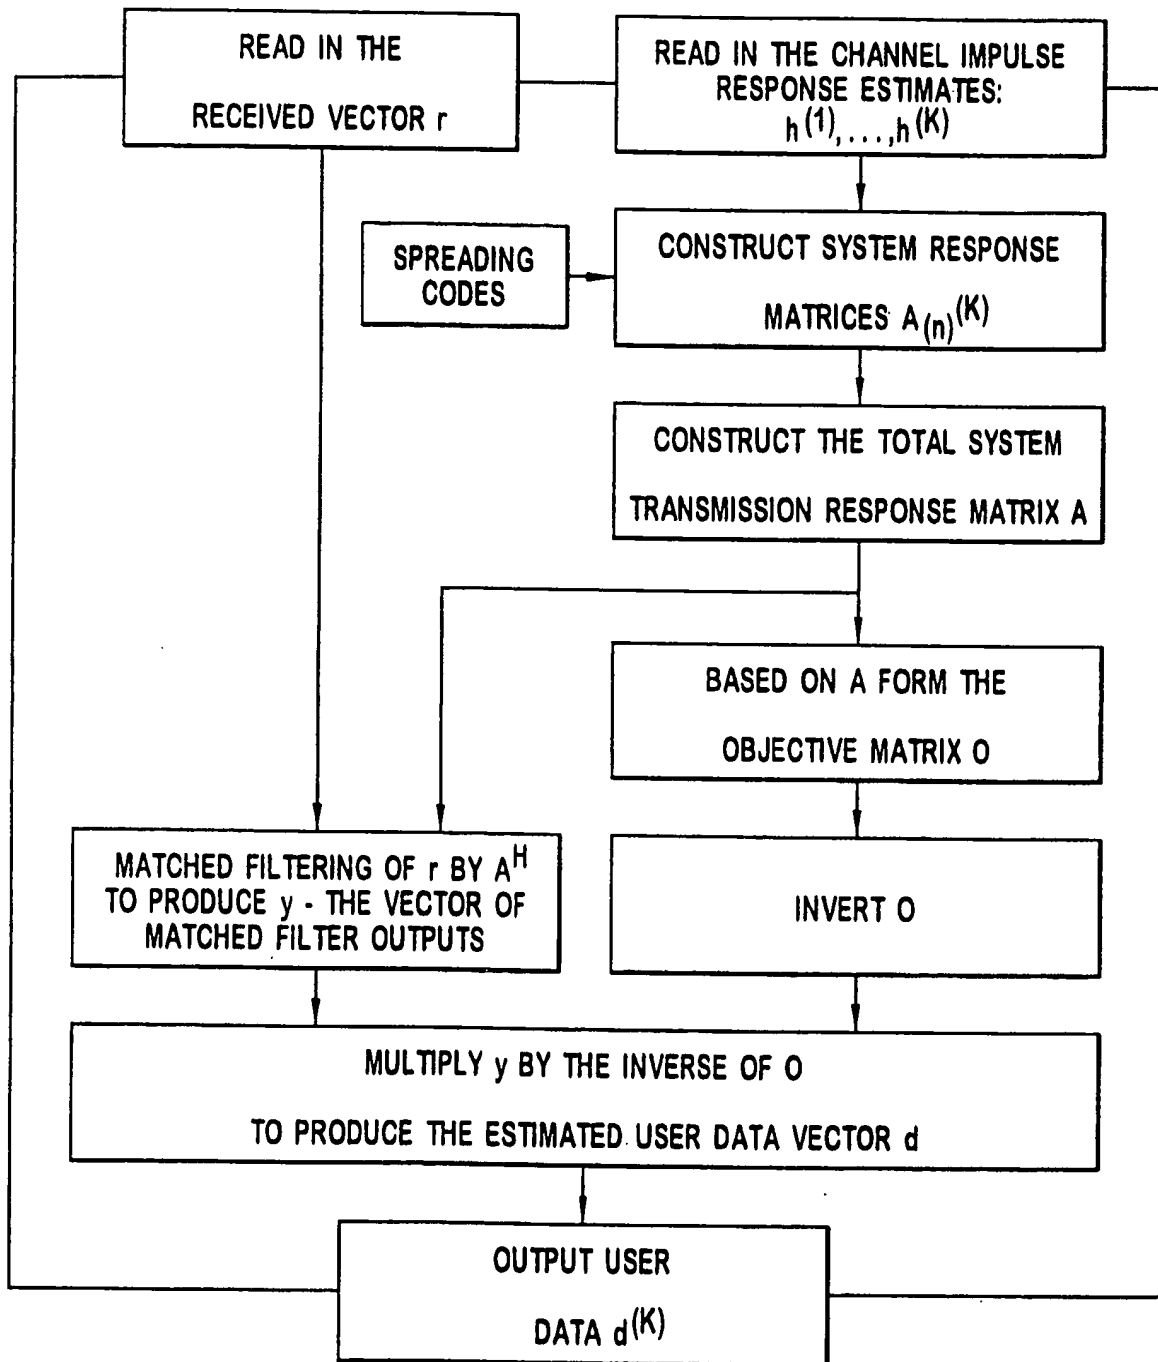 READ IN THE
RECEIVED VECTOR r
READ IN THE CHANNEL IMPULSE
RESPONSE ESTIMATES:
h(1),...,h(K)
SPREADING
CODES
CONSTRUCT SYSTEM RESPONSE
MATRICES A(n)(K)
CONSTRUCT THE TOTAL SYSTEM
TRANSMISSION RESPONSE MATRIX A
BASED ON A FORM THE
OBJECTIVE MATRIX O
MATCHED FILTERING OF r BY AH
TO PRODUCE y - THE VECTOR OF
MATCHED FILTER OUTPUTS
INVERT O
MULTIPLY y BY THE INVERSE OF O
TO PRODUCE THE ESTIMATED USER DATA VECTOR d
OUTPUT USER
DATA d(K)